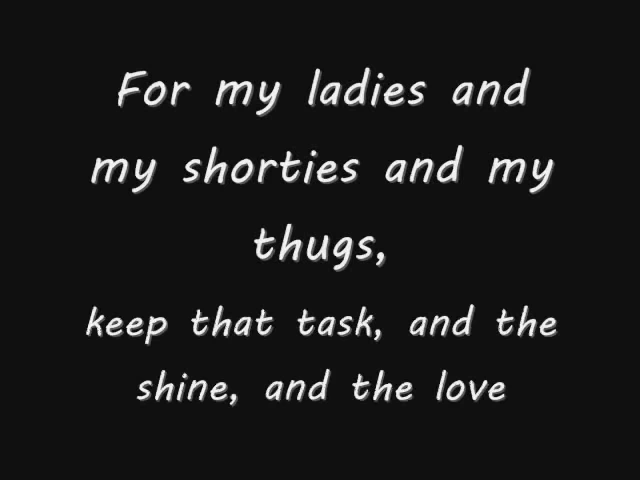 For my ladies and
my shorties and my
thugs,
keep that task, and the
shine, and the love